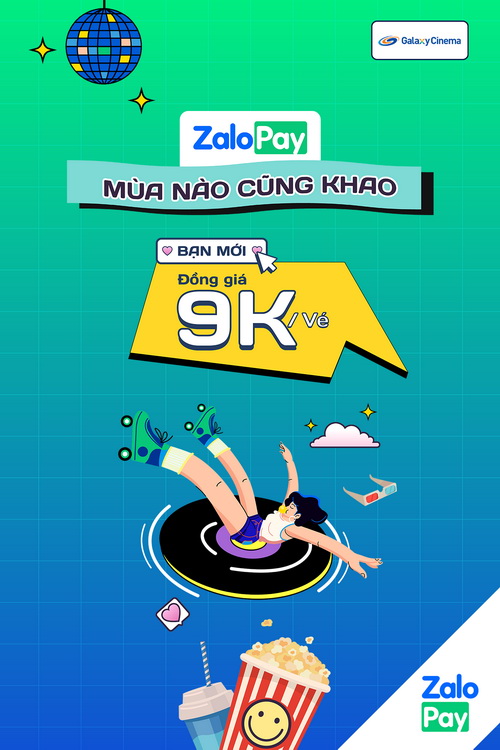 Galaxy Cinema
ZaloPay
MÙA NÀO CŨNG KHAO
BẠN MỚI
Đồng giá
9K/Vé
Zalo
Pay